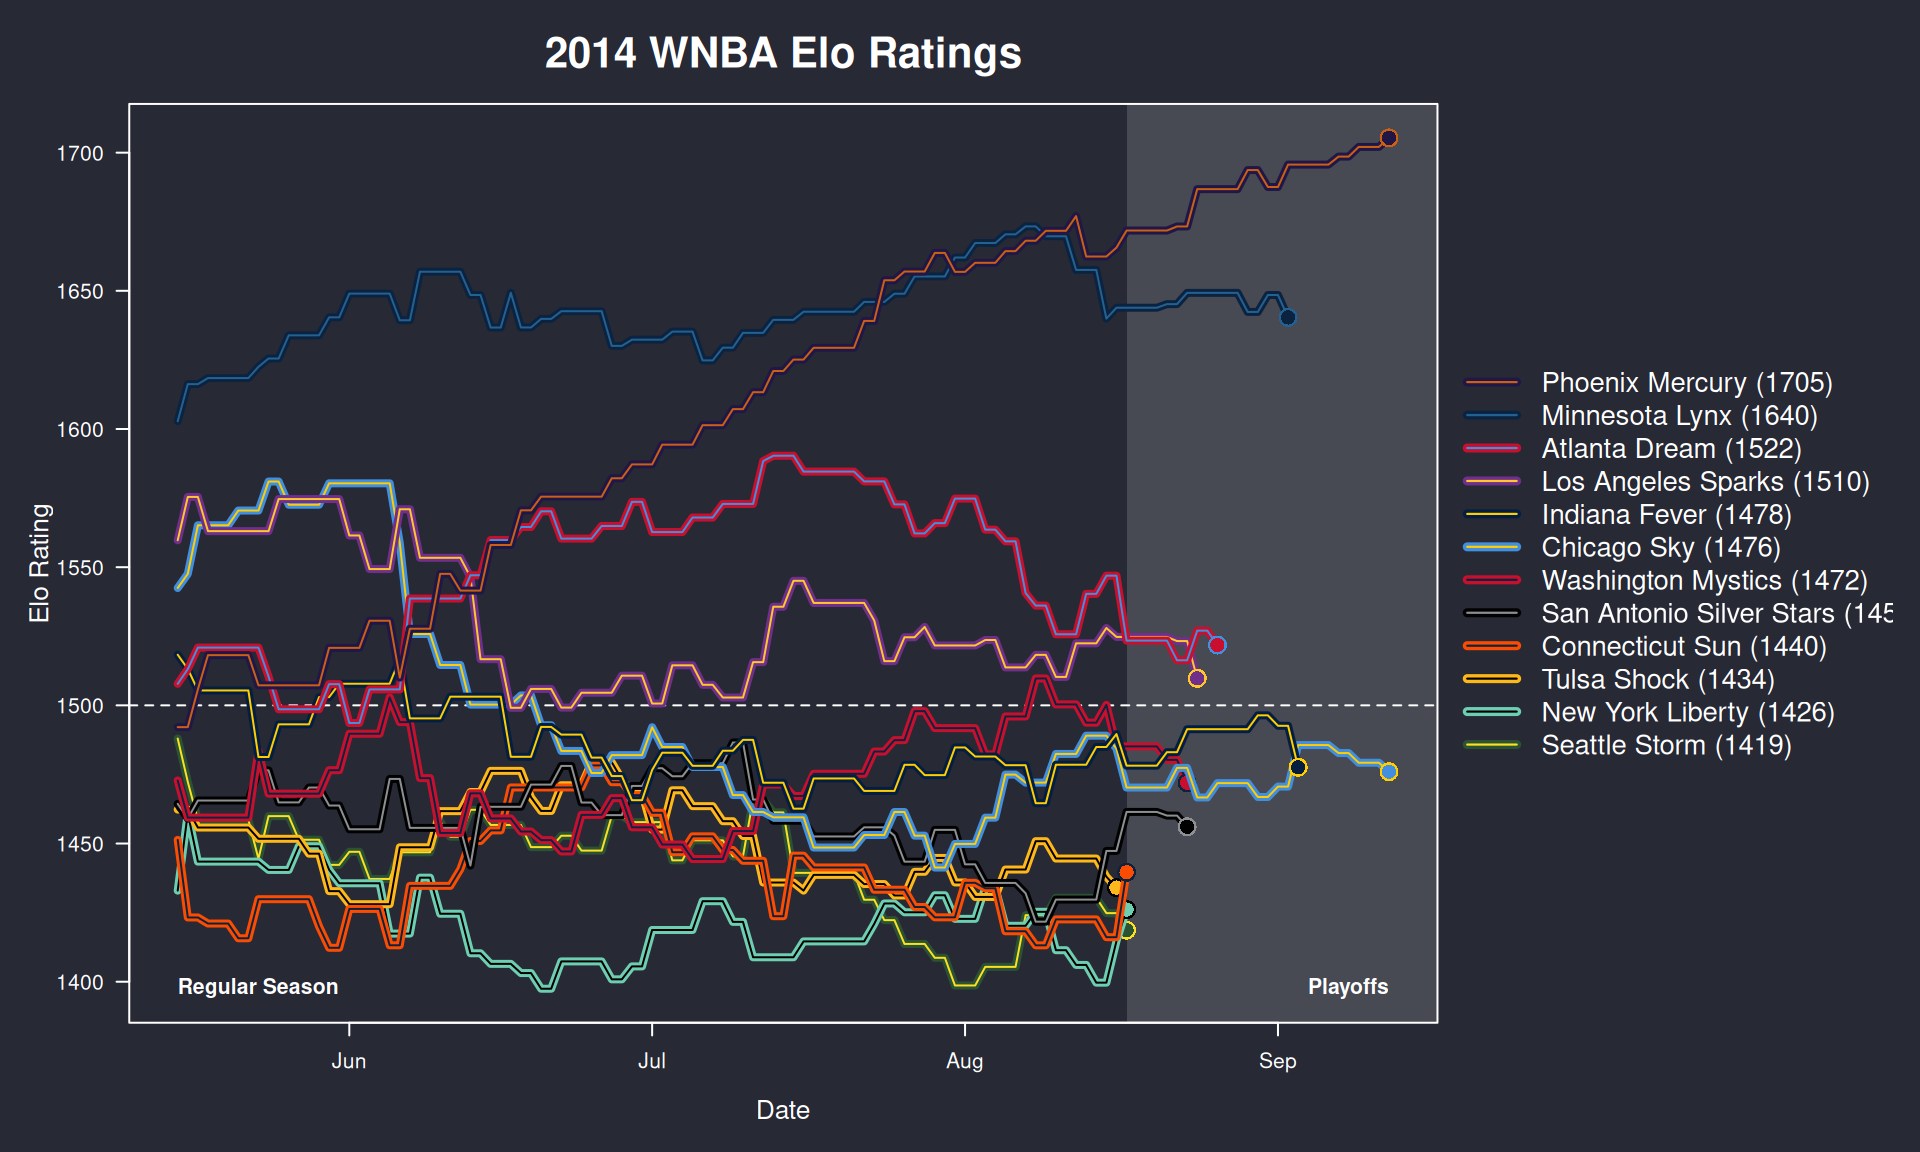 2014 WNBA Elo Ratings
Elo Rating
1700
1650
1600
1550
1500
1450
1400
Regular Season
Playoffs
Jun
Jul
Aug
Sep
Date
Phoenix Mercury (1705)
Minnesota Lynx (1640)
Atlanta Dream (1522)
Los Angeles Sparks (1510)
Indiana Fever (1478)
Chicago Sky (1476)
Washington Mystics (1472)
San Antonio Silver Stars (145
Connecticut Sun (1440)
Tulsa Shock (1434)
New York Liberty (1426)
Seattle Storm (1419)